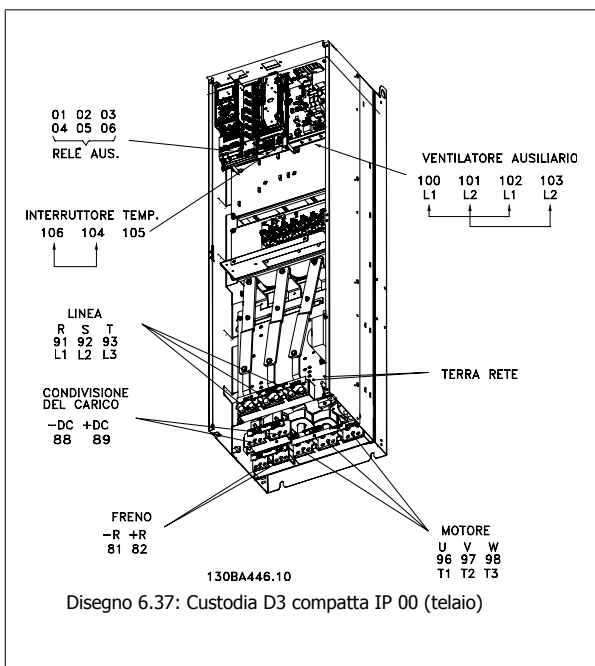 01 02 03
04 05 06
RELÉ AUS.
VENTILATORE AUSILIARIO
100 101 102 103
L1 L2 L1 L2
INTERRUTTORE TEMP.
106 104 105
LINEA
R S T
91 92 93
L1 L2 L3
TERRA RETE
CONDIVISIONE
DEL CARICO
-DC +DC
88 89
FRENO
-R +R
81 82
MOTORE
U V W
96 97 98
T1 T2 T3
130BA446.10
Disegno 6.37: Custodia D3 compatta IP 00 (telaio)